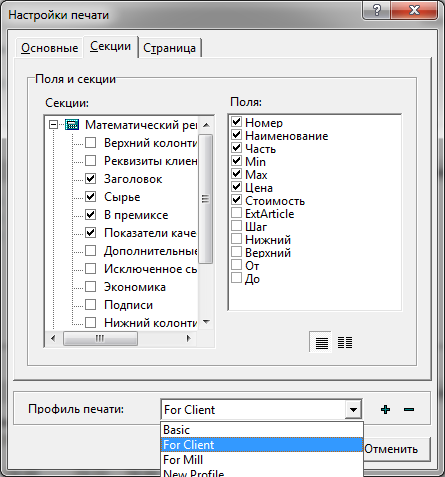 Настройки печати
Основные Секции Страница
Поля и секции
Секции:
Математический рец
Верхний колонти
Реквизиты клиен
Заголовок
Сырье
В премиксе
Показатели каче
Дополнительные
Исключенное сы
Экономика
Подписи
Нижний колонти
Поля:
Номер
Наименование
Часть
Min
Max
Цена
Стоимость
ExtArticle
Шаг
Нижний
Верхний
От
До
Профиль печати:
For Client
Basic
For Client
For Mill
New Profile
Отменить